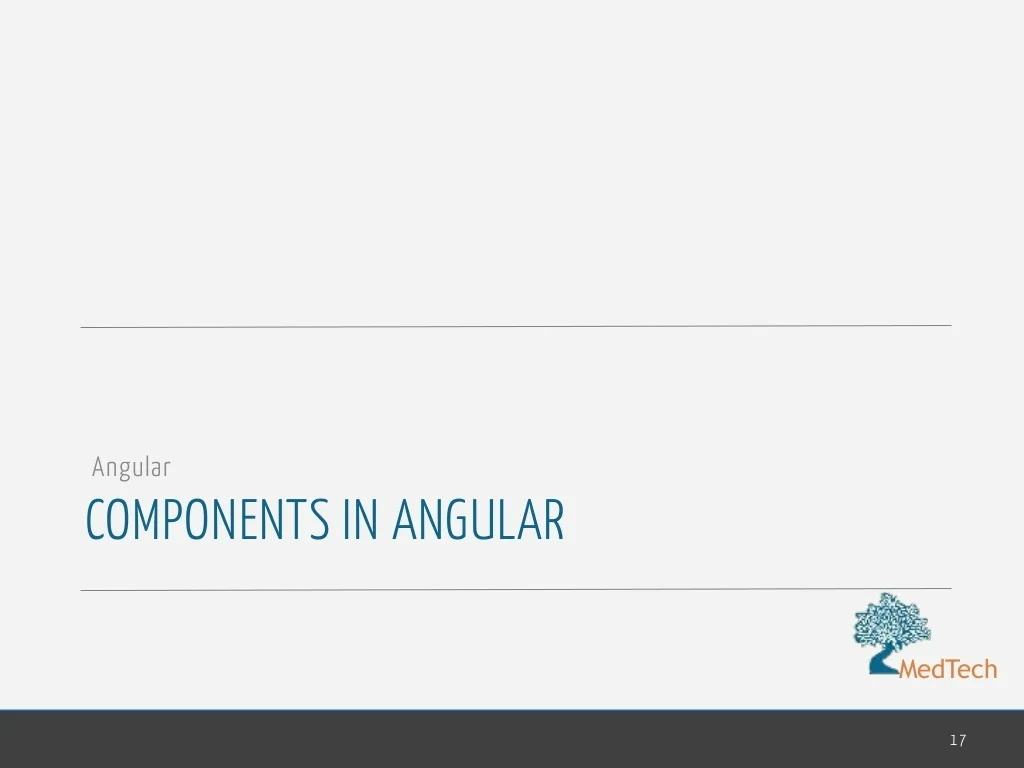 Angular
COMPONENTS IN ANGULAR
MedTech
17